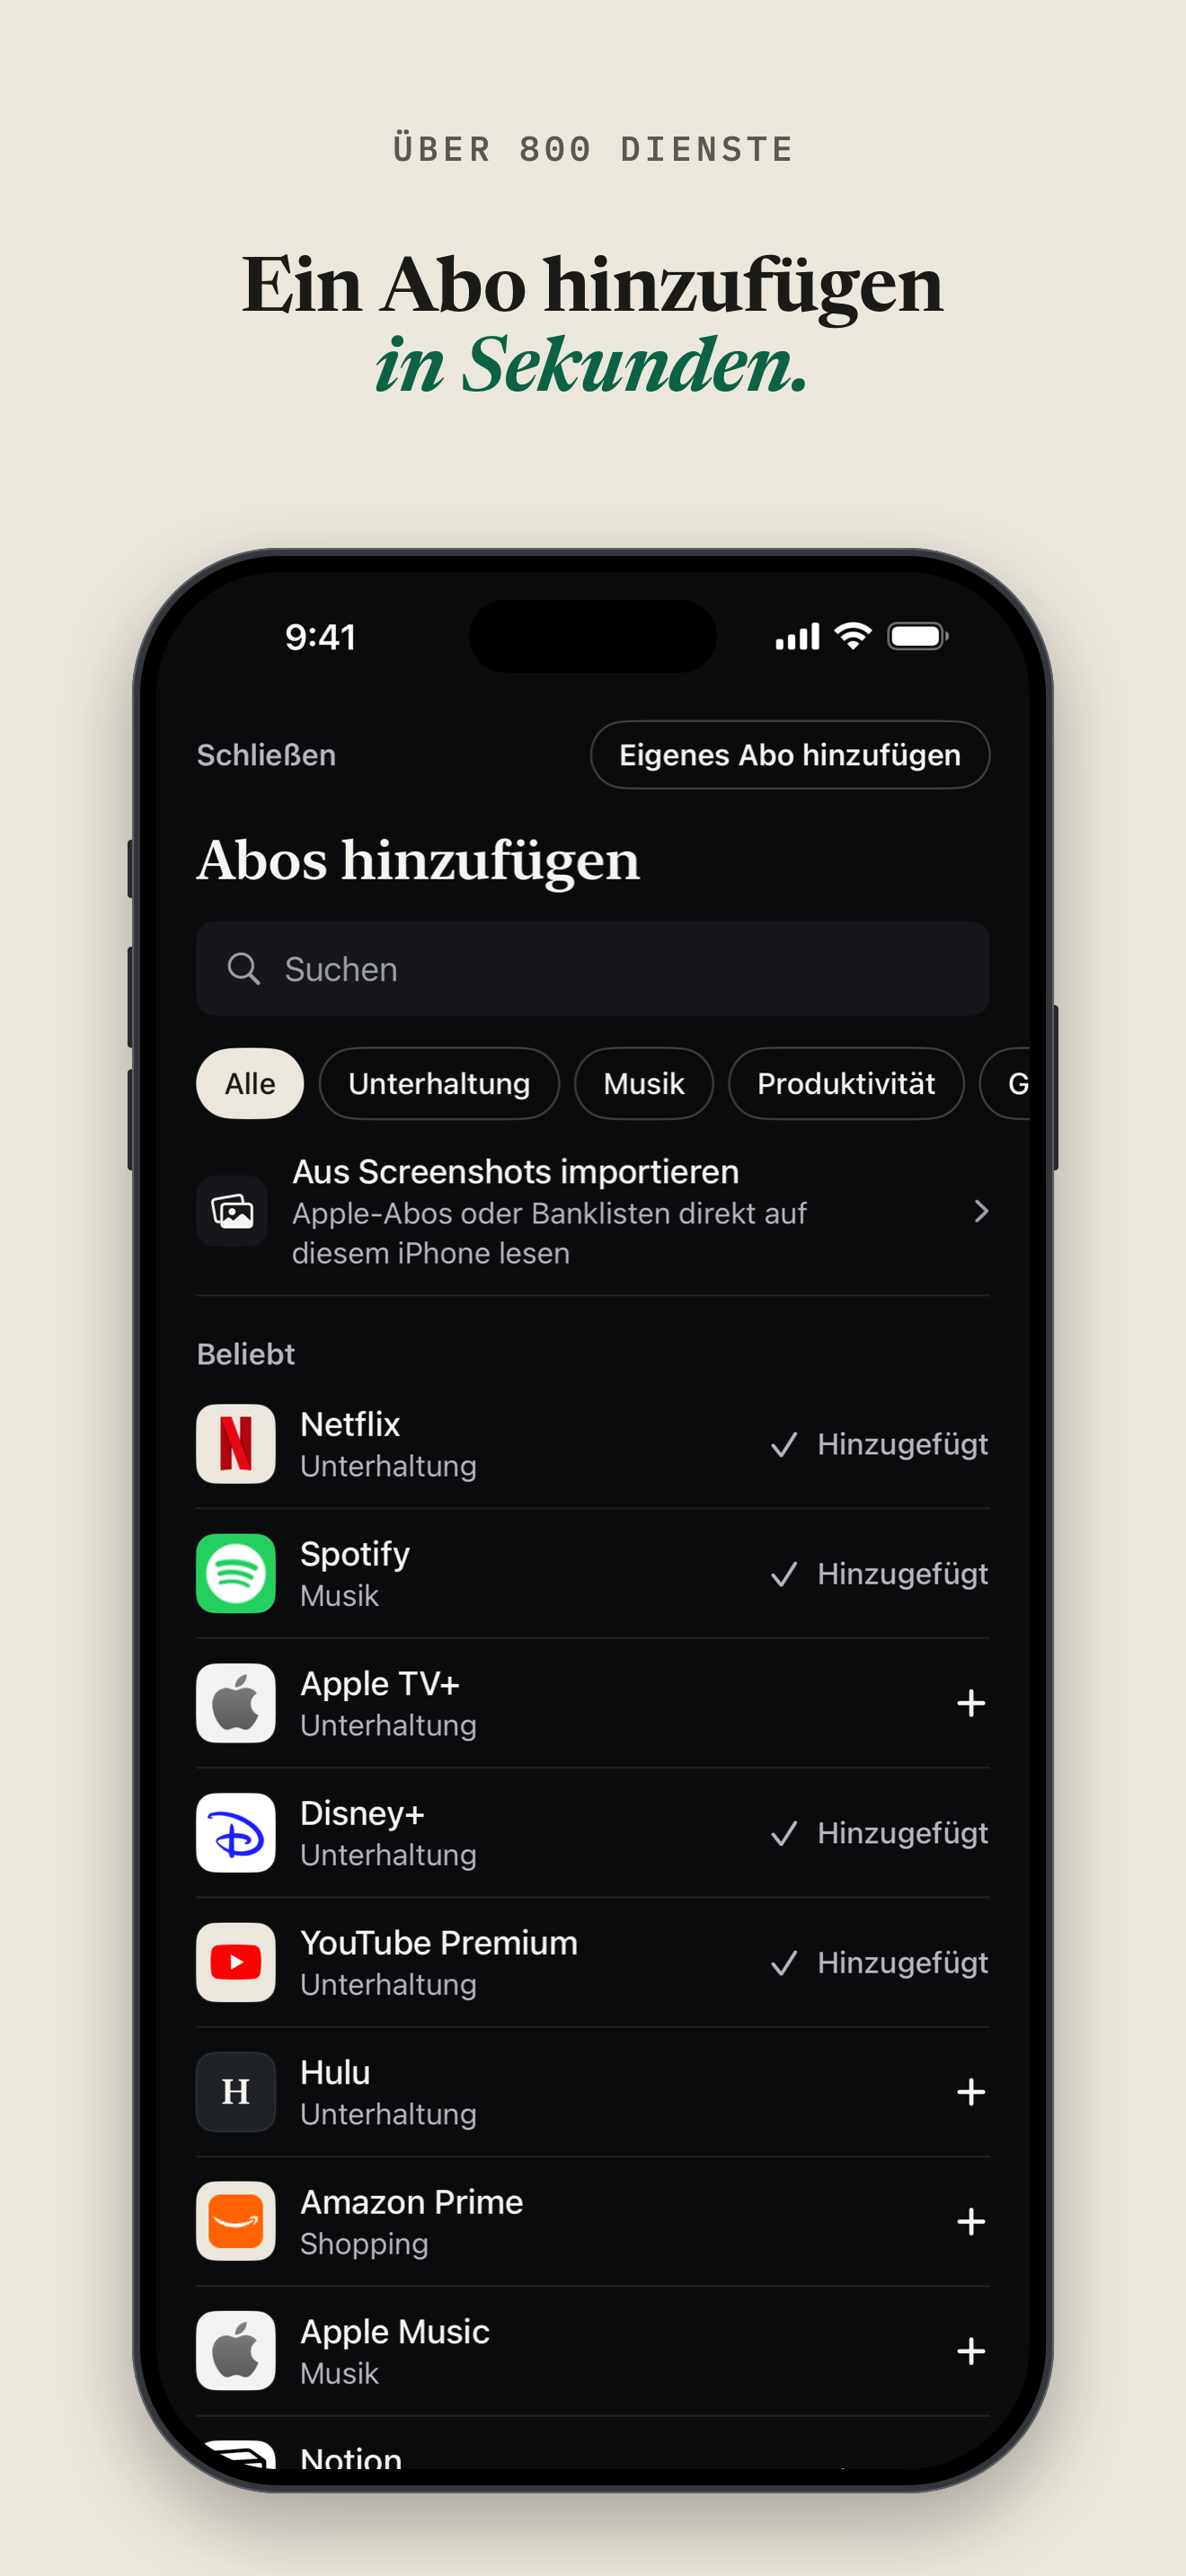 ÜBER 800 DIENSTE
Ein Abo hinzufügen
in Sekunden.
9:41
Schließen
Eigenes Abo hinzufügen
Abos hinzufügen
Suchen
Alle
Unterhaltung
Musik
Produktivität
G
Aus Screenshots importieren
Apple-Abos oder Banklisten direkt auf
diesem iPhone lesen
Beliebt
Netflix
Unterhaltung
Hinzugefügt
Spotify
Musik
Hinzugefügt
Apple TV+
Unterhaltung
Disney+
Unterhaltung
Hinzugefügt
YouTube Premium
Unterhaltung
Hinzugefügt
H
Hulu
Unterhaltung
Amazon Prime
Shopping
Apple Music
Musik
Notion